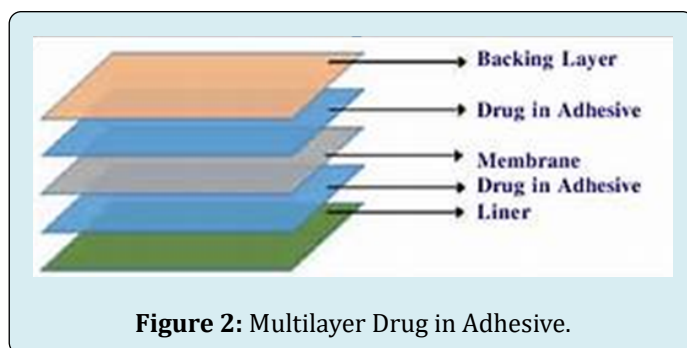 Backing Layer
Drug in Adhesive
Membrane
Drug in Adhesive
Liner
Figure 2: Multilayer Drug in Adhesive.